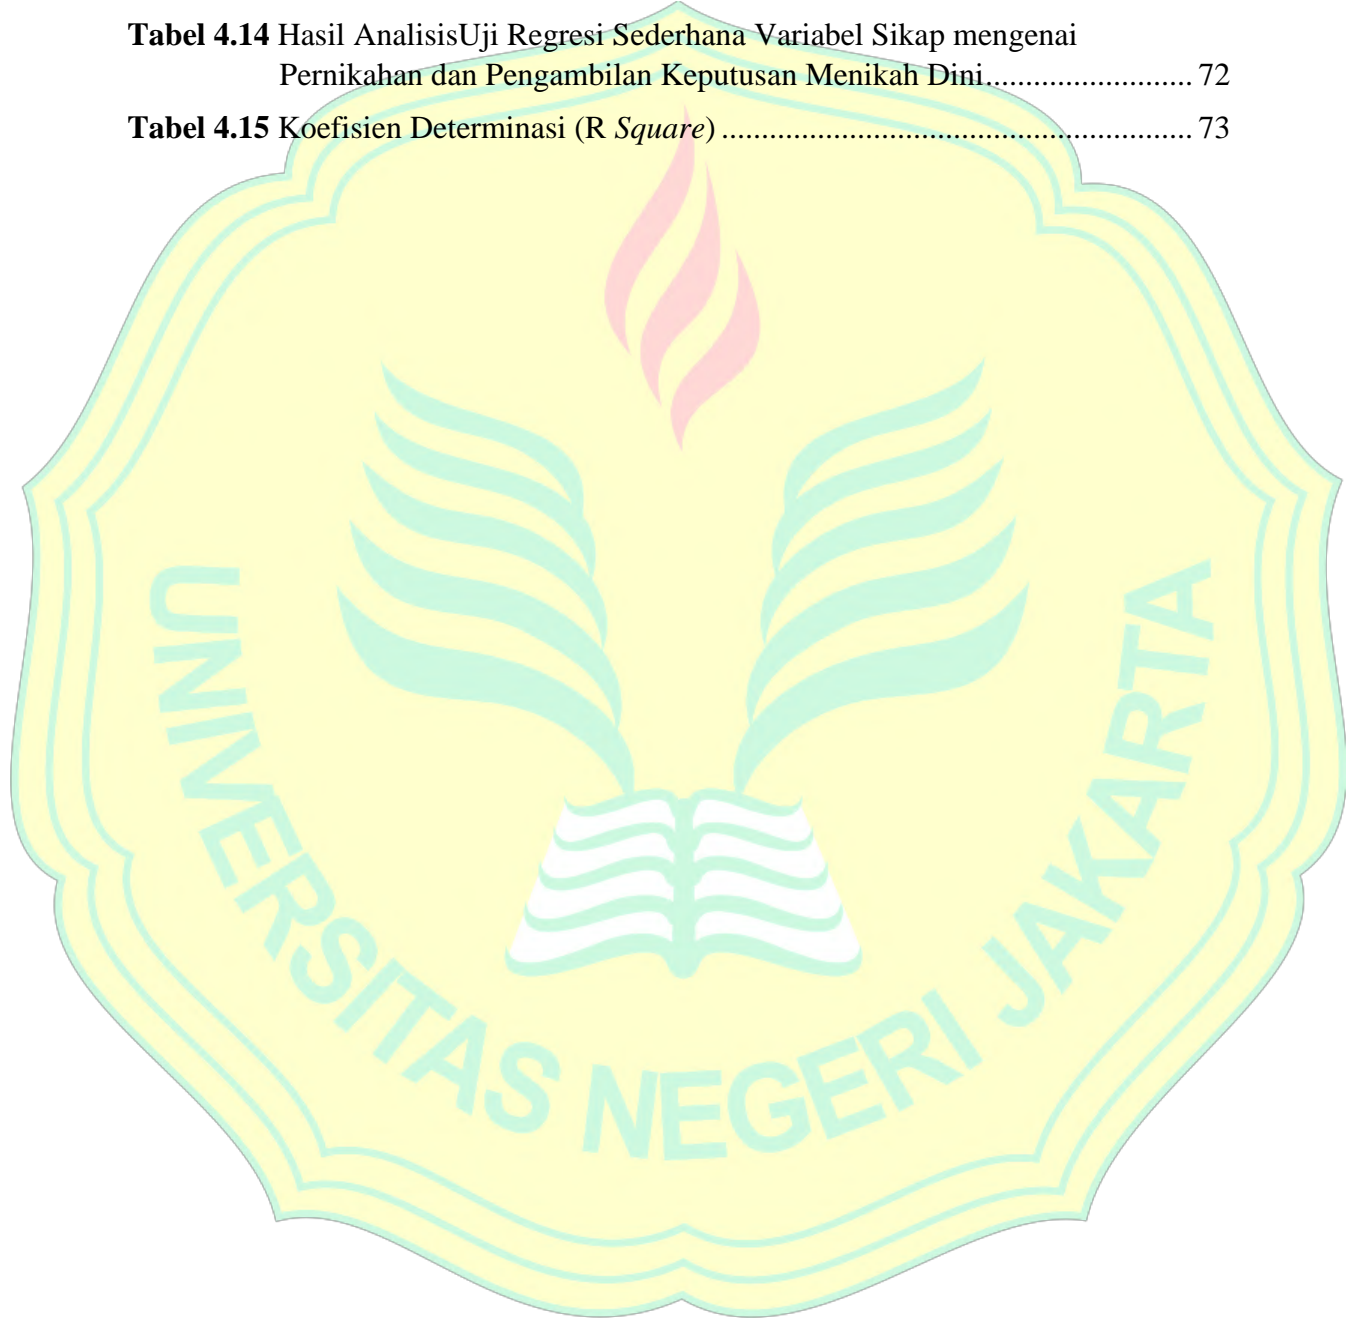 Tabel 4.14 Hasil AnalisisUji Regresi Sederhana Variabel Sikap mengenai
Pernikahan dan Pengambilan Keputusan Menikah Dini.......................... 72
Tabel 4.15 Koefisien Determinasi (R Square) ........................................................... 73
UNIVERSITAS NEGERI JAKARTA